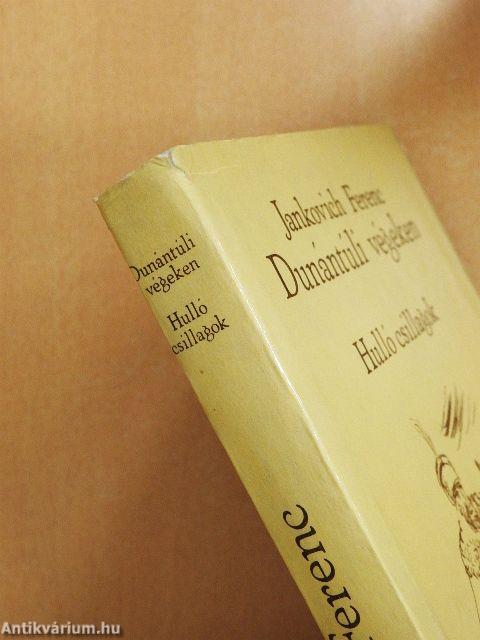 Jankovich Ferenc
Dunántúli végeken
Hulló csillagok
Dunántúli
végeken
Hulló
csillagok
Ferenc
Antikvárium.hu